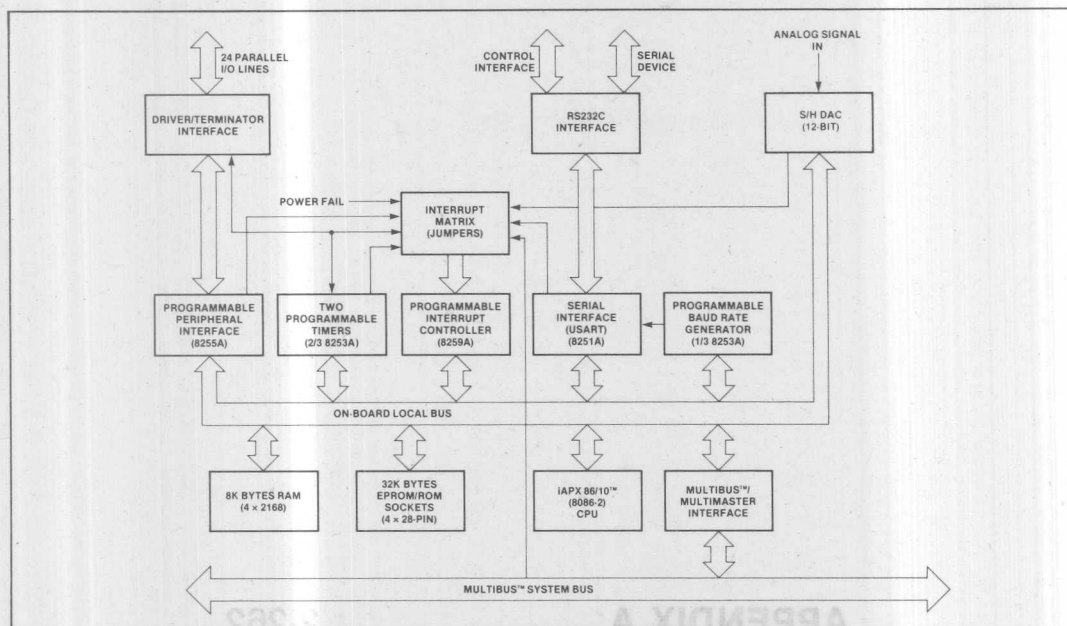 24 PARALLEL
I/O LINES
CONTROL
INTERFACE
SERIAL
DEVICE
ANALOG SIGNAL
IN
DRIVER/TERMINATOR
INTERFACE
RS232C
INTERFACE
S/H DAC
(12-BIT)
POWER FAIL
INTERRUPT
MATRIX
(JUMPERS)
PROGRAMMABLE
PERIPHERAL
INTERFACE
(8255A)
TWO
PROGRAMMABLE
TIMERS
(2/3 8253A)
PROGRAMMABLE
INTERRUPT
CONTROLLER
(8259A)
SERIAL
INTERFACE
(USART)
(8251A)
PROGRAMMABLE
BAUD RATE
GENERATOR
(1/3 8253A)
ON-BOARD LOCAL BUS
8K BYTES RAM
(4 × 2168)
32K BYTES
EPROM/ROM
SOCKETS
(4 × 28-PIN)
iAPX 86/10™
(8086-2)
CPU
MULTIBUS™/
MULTIMASTER
INTERFACE
MULTIBUS™ SYSTEM BUS
APPENDIX A